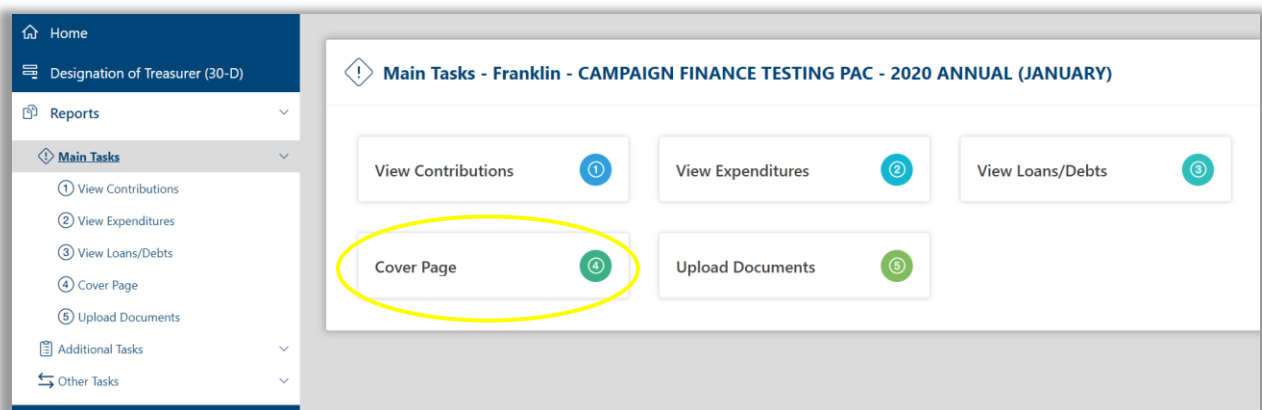 Home
Designation of Treasurer (30-D)
Reports
Main Tasks
1 View Contributions
2 View Expenditures
3 View Loans/Debts
4 Cover Page
5 Upload Documents
Additional Tasks
Other Tasks
Main Tasks - Franklin - CAMPAIGN FINANCE TESTING PAC - 2020 ANNUAL (JANUARY)
View Contributions 1
View Expenditures 2
View Loans/Debts 3
Cover Page 4
Upload Documents 5